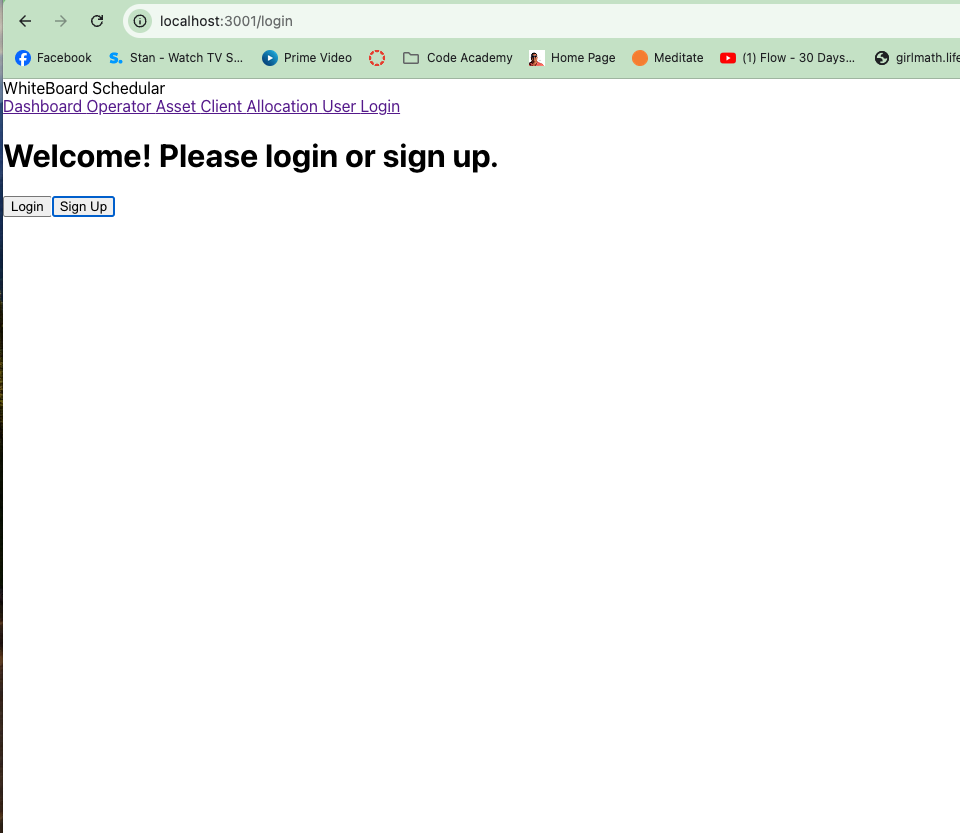 localhost:3001/login
Facebook Stan - Watch TV S... Prime Video Code Academy Home Page Meditate (1) Flow - 30 Days... girlmath.life
WhiteBoard Schedular
Dashboard Operator Asset Client Allocation User Login
Welcome! Please login or sign up.
Login Sign Up